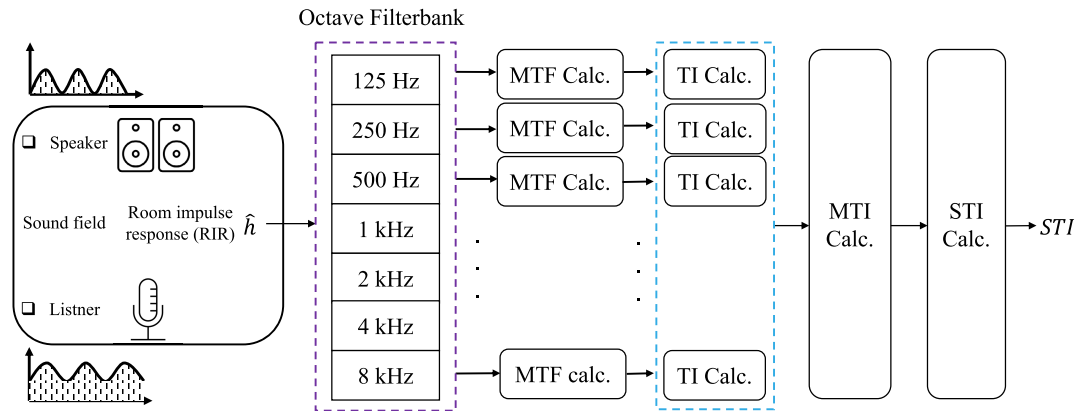 Octave Filterbank
Speaker
Sound field
Room impulse
response (RIR) ĥ
Listner
125 Hz
250 Hz
500 Hz
1 kHz
2 kHz
4 kHz
8 kHz
MTF Calc.
MTF Calc.
MTF Calc.
MTF calc.
TI Calc.
TI Calc.
TI Calc.
TI Calc.
MTI
Calc.
STI
Calc.
STI